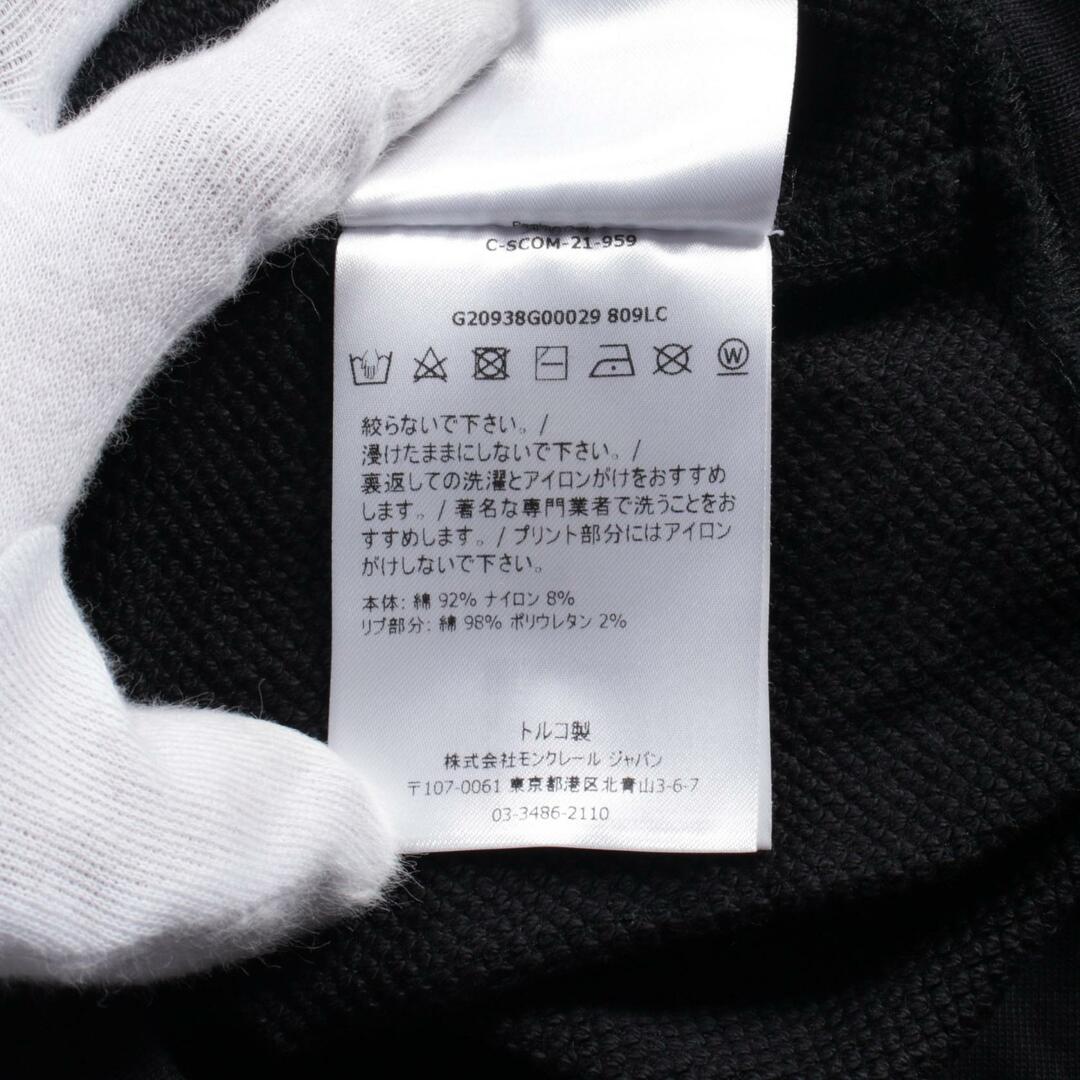 C-sCOM-21-959
G20938G00029 809LC
W
絞らないで下さい。/
浸けたままにしないで下さい。/
裏返しての洗濯とアイロンがけをおすすめ
します。/ 著名な専門業者で洗うことをお
すすめします。/ プリント部分にはアイロン
がけしないで下さい。
本体: 綿 92% ナイロン 8%
リブ部分: 綿 98% ポリウレタン 2%
トルコ製
株式会社モンクレール ジャパン
〒107-0061 東京都港区北青山3-6-7
03-3486-2110